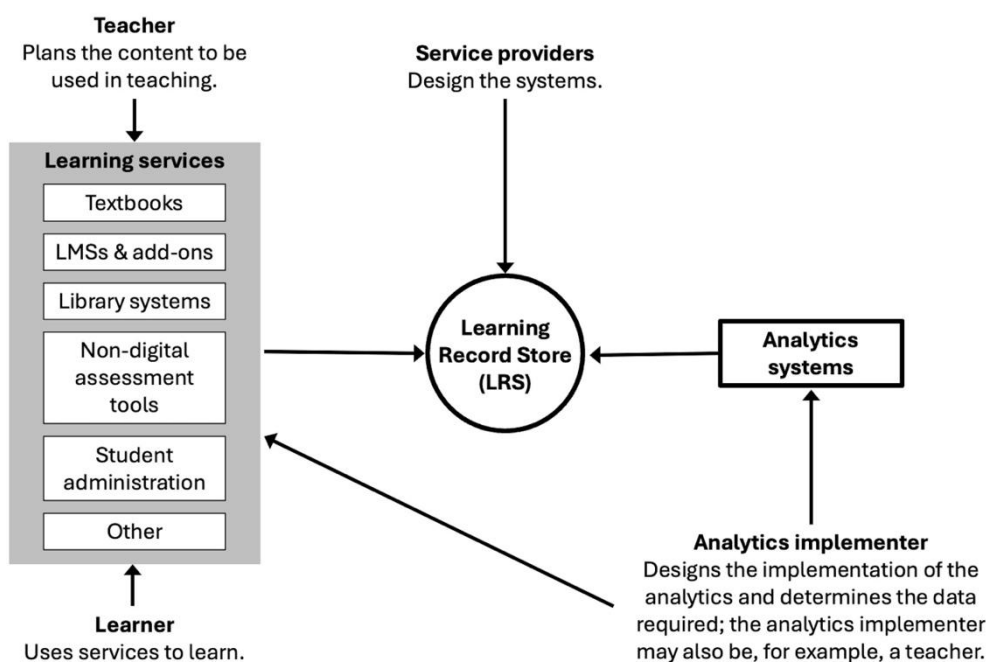 Teacher
Plans the content to be
used in teaching.
Service providers
Design the systems.
Learning services
Textbooks
LMSs & add-ons
Library systems
Non-digital
assessment
tools
Student
administration
Other
Learning
Record Store
(LRS)
Analytics
systems
Learner
Uses services to learn.
Analytics implementer
Designs the implementation of the
analytics and determines the data
required; the analytics implementer
may also be, for example, a teacher.